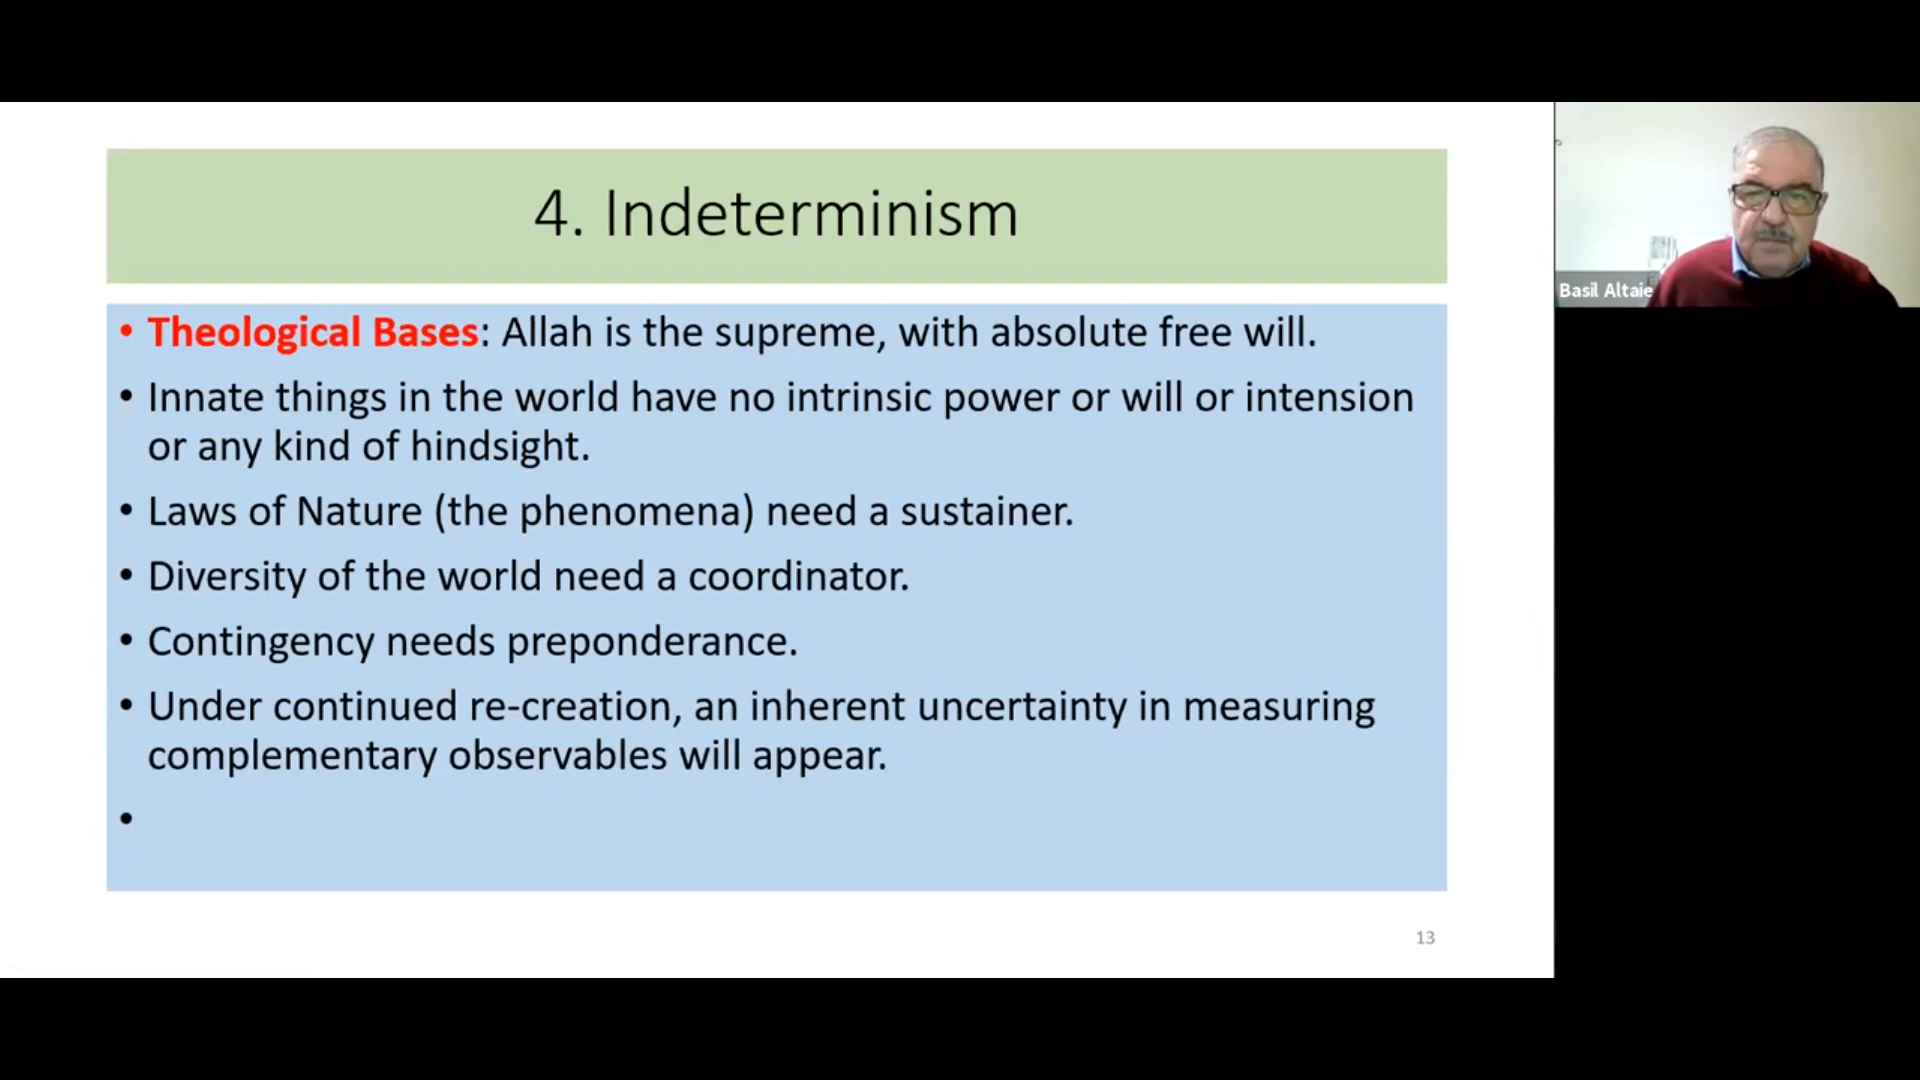 4. Indeterminism
• Theological Bases: Allah is the supreme, with absolute free will.
• Innate things in the world have no intrinsic power or will or intension
or any kind of hindsight.
• Laws of Nature (the phenomena) need a sustainer.
• Diversity of the world need a coordinator.
• Contingency needs preponderance.
• Under continued re-creation, an inherent uncertainty in measuring
complementary observables will appear.
•
13
Basil Altaie